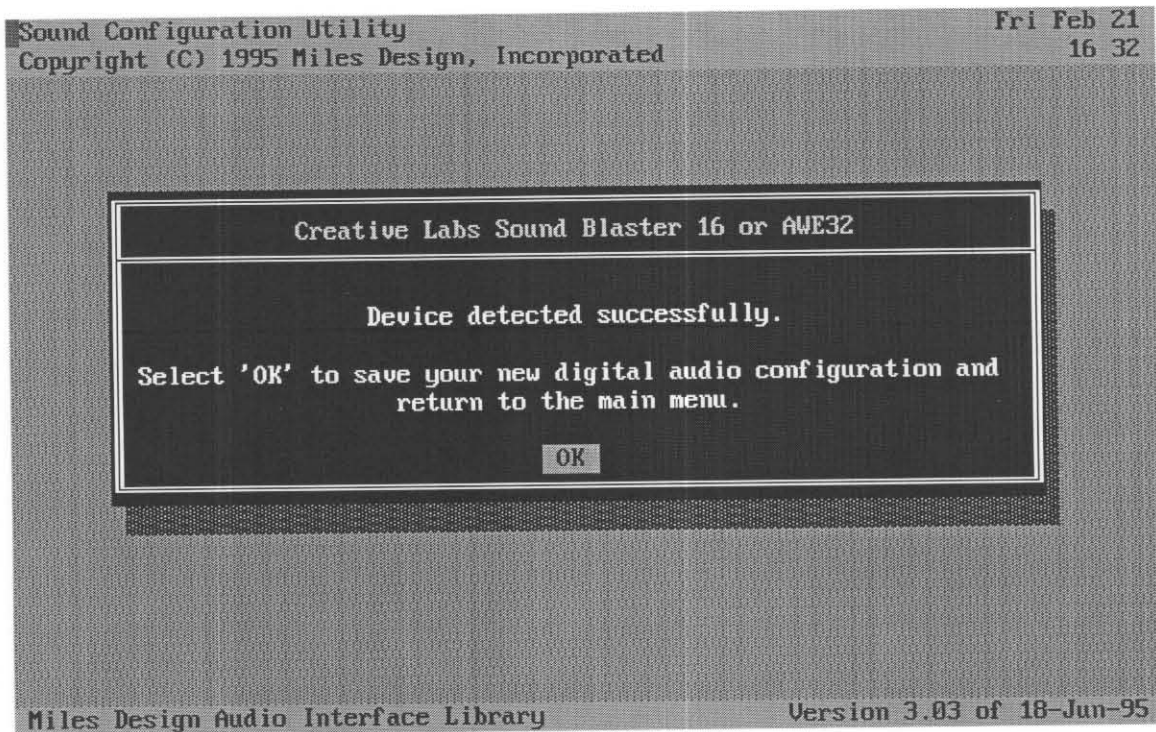 Sound Configuration Utility
Fri Feb 21
Copyright (C) 1995 Miles Design, Incorporated
16 32
Creative Labs Sound Blaster 16 or AWE32
Device detected successfully.
Select 'OK' to save your new digital audio configuration and
return to the main menu.
OK
Miles Design Audio Interface Library
Version 3.03 of 18-Jun-95